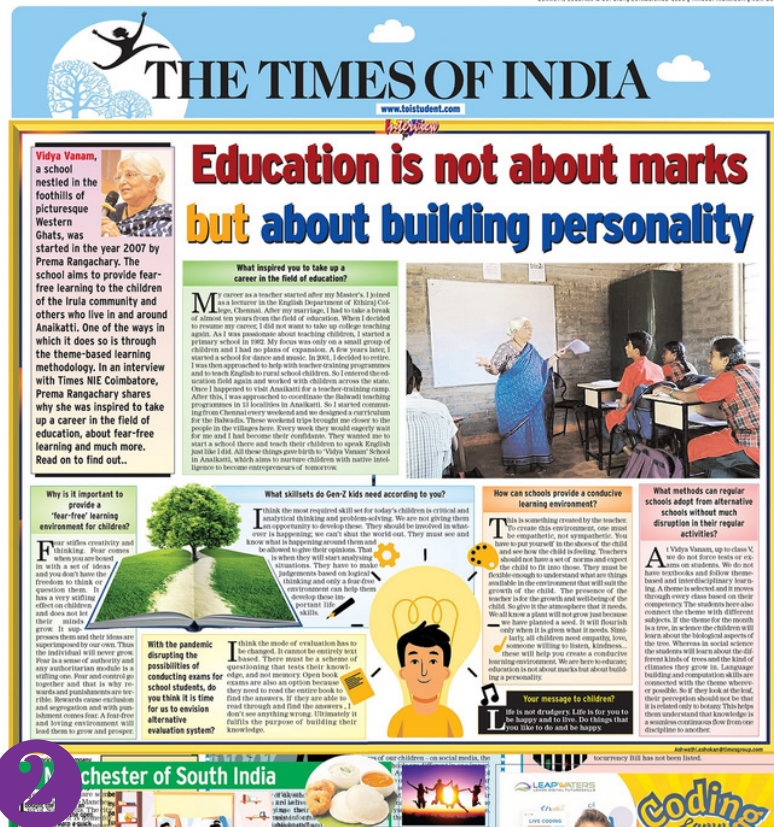 THE TIMES OF INDIA
www.toistudent.com
Interview
Education is not about marks
but about building personality
Vidya Vanam,
a school
nestled in the
foothills of
picturesque
Western
Ghats, was
started in the year 2007 by
Prema Rangachary. The
school aims to provide fear-
free learning to the children
of the Irula community and
others who live in and around
Anaikatti. One of the ways in
which it does so is through
the theme-based learning
methodology. In an interview
with Times NIE Coimbatore,
Prema Rangachary shares
why she was inspired to take
up a career in the field of
education, about fear-free
learning and much more.
Read on to find out..
What inspired you to take up a
career in the field of education?
My career as a teacher started after my Master's. I joined
as a lecturer in the English Department of Ethiraj Col-
lege, Chennai. After my marriage, I had to take a break
of almost ten years from the field of education. When I decided
to resume my career, I did not want to take up college teaching
again. As I was passionate about teaching children, I started a
primary school in 1982. My focus was only on a small group of
children and I had no plans of expansion. A few years later, I
started a school for dance and music. In 2001, I decided to retire.
I was then approached to help with teacher-training programmes
and to teach English to rural school children. So I entered the ed-
ucation field again and worked with children across the state.
Once I happened to visit Anaikatti for a teacher-training camp.
After this, I was approached to coordinate the Balwadi teaching
programmes in 13 localities in Anaikatti. So I started commut-
ing from Chennai every weekend and we designed a curriculum
for the Balwadis. These weekend trips brought me closer to the
people in the villages here. Every week they would eagerly wait
for me and I had become their confidante. They wanted me to
start a school there and teach their children to speak English
just like I did. All these things gave birth to 'Vidya Vanam' School
in Anaikatti, which aims to nurture children with native intel-
ligence to become entrepreneurs of tomorrow.
Why is it important to
provide a
'fear-free' learning
environment for children?
Fear stifles creativity and
thinking. Fear comes
when you are boxed
in with a set of ideas
and you don't have the
freedom to think or
question them. It
has a very stifling
effect on children
and does not let
their minds
grow. It sup-
presses them and their ideas are
superimposed by our own. Thus
the individual will never grow.
Fear is a sense of authority and
any authoritarian module is a
stifling one. Fear and control go
together and that is why re-
wards and punishments are ter-
rible. Rewards cause exclusion
and segregation and with pun-
ishment comes fear. A fear-free
and loving environment will
lead them to grow and prosper.
What skillsets do Gen-Z kids need according to you?
I think the most required skill set for today's children is critical and
analytical thinking and problem-solving. We are not giving them
an opportunity to develop these. They should be involved in what-
ever is happening; we can't shut the world out. They must see and
know what is happening around them and
be allowed to give their opinions. That
is when they will start analysing
situations. They have to make
judgements based on logical
thinking and only a fear-free
environment can help them
develop these im-
portant life
skills.
With the pandemic
disrupting the
possibilities of
conducting exams for
school students, do
you think it is time
for us to envision
alternative
evaluation system?
I think the mode of evaluation has to
be changed. It cannot be entirely text
based. There must be a scheme of
questioning that tests their knowl-
edge, and not memory. Open book
exams are also an option because
they need to read the entire book to
find the answers. If they are able to
read through and find the answers, I
don't see anything wrong. Ultimately it
fulfils the purpose of building their
knowledge.
How can schools provide a conducive
learning environment?
This is something created by the teacher.
To create this environment, one must
be empathetic, not sympathetic. You
have to put yourself in the shoes of the child
and see how the child is feeling. Teachers
should not have a set of norms and expect
the child to fit into those. They must be
flexible enough to understand what are things
available in the environment that will suit the
growth of the child. The presence of the
teacher is for the growth and well-being of the
child. So give it the atmosphere that it needs.
We all know a plant will not grow just because
we have planted a seed. It will flourish
only when it is given what it needs. Simi-
larly, all children need empathy, love,
someone willing to listen, kindness...
these will help you create a conducive
learning environment. We are here to educate;
education is not about marks but about build-
ing a personality.
Your message to children?
Life is not drudgery. Life is for you to
be happy and to live. Do things that
you like to do and be happy.
What methods can regular
schools adopt from alternative
schools without much
disruption in their regular
activities?
At Vidya Vanam, up to class V,
we do not force tests or ex-
ams on students. We do not
have textbooks and follow theme-
based and interdisciplinary learn-
ing. A theme is selected and it moves
through every class based on their
competency. The students here also
connect the theme with different
subjects. If the theme for the month
is a tree, in science the children will
learn about the biological aspects of
the tree. Whereas in social science
the students will learn about the dif-
ferent kinds of trees and the kind of
climates they grow in. Language
building and computation skills are
connected with the theme wher-
ever possible. So if they look at the leaf,
their perception should not be that
it is related only to botany. This helps
them understand that knowledge is
a seamless continuous flow from one
discipline to another.
Ashwathi.ashokar@timesgroup.com
2
chester of South India
of our children - on social media, the
tocurrency Bill has not been listed.
LEAPWATERS
LIVE CODING
Coding